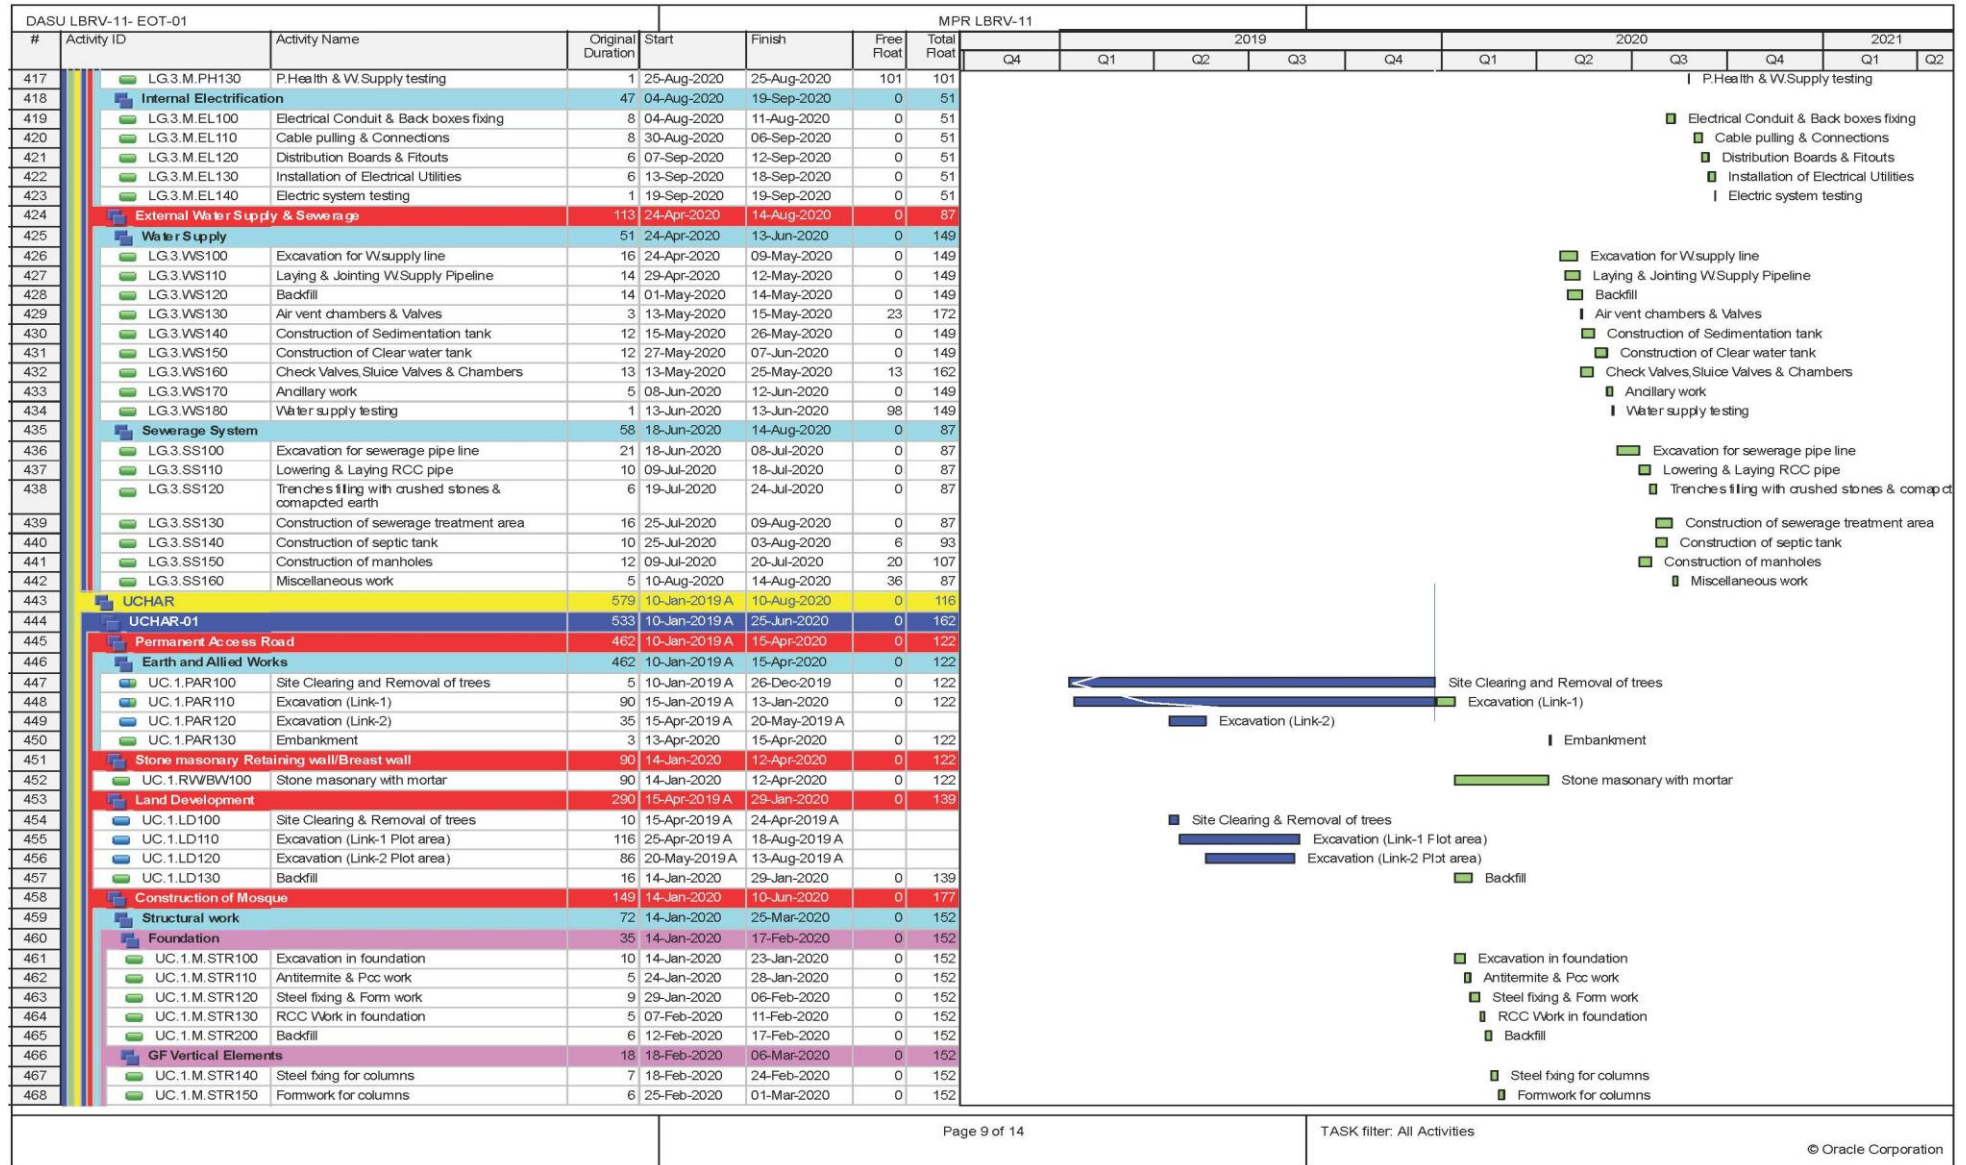 DASU LBRV-11- EOT-01 MPR LBRV-11
# Activity ID Activity Name Original Duration Start Finish Free Float Total Float 2019 2020 2021
Q4 Q1 Q2 Q3 Q4 Q1 Q2 Q3 Q4 Q1 Q2
417 LG.3.M.PH130 P.Health & W.Supply testing 1 25-Aug-2020 25-Aug-2020 101 101 P.Health & W.Supply testing
418 Internal Electrification 47 04-Aug-2020 19-Sep-2020 0 51
419 LG.3.M.EL100 Electrical Conduit & Back boxes fixing 8 04-Aug-2020 11-Aug-2020 0 51 Electrical Conduit & Back boxes fixing
420 LG.3.M.EL110 Cable pulling & Connections 8 30-Aug-2020 06-Sep-2020 0 51 Cable pulling & Connections
421 LG.3.M.EL120 Distribution Boards & Fitouts 6 07-Sep-2020 12-Sep-2020 0 51 Distribution Boards & Fitouts
422 LG.3.M.EL130 Installation of Electrical Utilities 6 13-Sep-2020 18-Sep-2020 0 51 Installation of Electrical Utilities
423 LG.3.M.EL140 Electric system testing 1 19-Sep-2020 19-Sep-2020 0 51 Electric system testing
424 External Water Supply & Sewerage 113 24-Apr-2020 14-Aug-2020 0 87
425 Water Supply 51 24-Apr-2020 13-Jun-2020 0 149
426 LG.3.WS100 Excavation for W.supply line 16 24-Apr-2020 09-May-2020 0 149 Excavation for W.supply line
427 LG.3.WS110 Laying & Jointing W.Supply Pipeline 14 29-Apr-2020 12-May-2020 0 149 Laying & Jointing W.Supply Pipeline
428 LG.3.WS120 Backfill 14 01-May-2020 14-May-2020 0 149 Backfill
429 LG.3.WS130 Air vent chambers & Valves 3 13-May-2020 15-May-2020 23 172 Air vent chambers & Valves
430 LG.3.WS140 Construction of Sedimentation tank 12 15-May-2020 26-May-2020 0 149 Construction of Sedimentation tank
431 LG.3.WS150 Construction of Clear water tank 12 27-May-2020 07-Jun-2020 0 149 Construction of Clear water tank
432 LG.3.WS160 Check Valves,Sluice Valves & Chambers 13 13-May-2020 25-May-2020 13 162 Check Valves,Sluice Valves & Chambers
433 LG.3.WS170 Ancillary work 5 08-Jun-2020 12-Jun-2020 0 149 Ancillary work
434 LG.3.WS180 Water supply testing 1 13-Jun-2020 13-Jun-2020 98 149 Water supply testing
435 Sewerage System 58 18-Jun-2020 14-Aug-2020 0 87
436 LG.3.SS100 Excavation for sewerage pipe line 21 18-Jun-2020 08-Jul-2020 0 87 Excavation for sewerage pipe line
437 LG.3.SS110 Lowering & Laying RCC pipe 10 09-Jul-2020 18-Jul-2020 0 87 Lowering & Laying RCC pipe
438 LG.3.SS120 Trenches filling with crushed stones & 6 19-Jul-2020 24-Jul-2020 0 87 Trenches filling with crushed stones & comapct
comapcted earth
439 LG.3.SS130 Construction of sewerage treatment area 16 25-Jul-2020 09-Aug-2020 0 87 Construction of sewerage treatment area
440 LG.3.SS140 Construction of septic tank 10 25-Jul-2020 03-Aug-2020 6 93 Construction of septic tank
441 LG.3.SS150 Construction of manholes 12 09-Jul-2020 20-Jul-2020 20 107 Construction of manholes
442 LG.3.SS160 Miscellaneous work 5 10-Aug-2020 14-Aug-2020 36 87 Miscellaneous work
443 UCHAR 579 10-Jan-2019 A 10-Aug-2020 0 116
444 UCHAR-01 533 10-Jan-2019 A 25-Jun-2020 0 162
445 Permanent Access Road 462 10-Jan-2019 A 15-Apr-2020 0 122
446 Earth and Allied Works 462 10-Jan-2019 A 15-Apr-2020 0 122
447 UC.1.PAR100 Site Clearing and Removal of trees 5 10-Jan-2019 A 26-Dec-2019 0 122 Site Clearing and Removal of trees
448 UC.1.PAR110 Excavation (Link-1) 90 15-Jan-2019 A 13-Jan-2020 0 122 Excavation (Link-1)
449 UC.1.PAR120 Excavation (Link-2) 35 15-Apr-2019 A 20-May-2019 A Excavation (Link-2)
450 UC.1.PAR130 Embankment 3 13-Apr-2020 15-Apr-2020 0 122 Embankment
451 Stone masonary Retaining wall/Breast wall 90 14-Jan-2020 12-Apr-2020 0 122
452 UC.1.RW/BW100 Stone masonary with mortar 90 14-Jan-2020 12-Apr-2020 0 122 Stone masonary with mortar
453 Land Development 290 15-Apr-2019 A 29-Jan-2020 0 139
454 UC.1.LD100 Site Clearing & Removal of trees 10 15-Apr-2019 A 24-Apr-2019 A Site Clearing & Removal of trees
455 UC.1.LD110 Excavation (Link-1 Plot area) 116 25-Apr-2019 A 18-Aug-2019 A Excavation (Link-1 Plot area)
456 UC.1.LD120 Excavation (Link-2 Plot area) 86 20-May-2019 A 13-Aug-2019 A Excavation (Link-2 Plot area)
457 UC.1.LD130 Backfill 16 14-Jan-2020 29-Jan-2020 0 139 Backfill
458 Construction of Mosque 149 14-Jan-2020 10-Jun-2020 0 177
459 Structural work 72 14-Jan-2020 25-Mar-2020 0 152
460 Foundation 35 14-Jan-2020 17-Feb-2020 0 152
461 UC.1.M.STR100 Excavation in foundation 10 14-Jan-2020 23-Jan-2020 0 152 Excavation in foundation
462 UC.1.M.STR110 Antitermite & Pcc work 5 24-Jan-2020 28-Jan-2020 0 152 Antitermite & Pcc work
463 UC.1.M.STR120 Steel fixing & Form work 9 29-Jan-2020 06-Feb-2020 0 152 Steel fixing & Form work
464 UC.1.M.STR130 RCC Work in foundation 5 07-Feb-2020 11-Feb-2020 0 152 RCC Work in foundation
465 UC.1.M.STR200 Backfill 6 12-Feb-2020 17-Feb-2020 0 152 Backfill
466 GF Vertical Elements 18 18-Feb-2020 06-Mar-2020 0 152
467 UC.1.M.STR140 Steel fxing for columns 7 18-Feb-2020 24-Feb-2020 0 152 Steel fxing for columns
468 UC.1.M.STR150 Formwork for columns 6 25-Feb-2020 01-Mar-2020 0 152 Formwork for columns
Page 9 of 14 TASK filter: All Activities
© Oracle Corporation